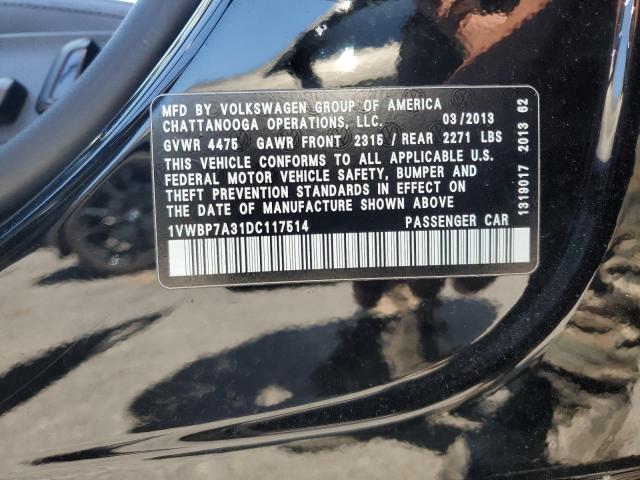 MFD BY VOLKSWAGEN GROUP OF AMERICA
CHATTANOOGA OPERATIONS, LLC. 03/2013
GVWR 4475 GAWR FRONT 2315 / REAR 2271 LBS
THIS VEHICLE CONFORMS TO ALL APPLICABLE U.S.
FEDERAL MOTOR VEHICLE SAFETY, BUMPER AND
THEFT PREVENTION STANDARDS IN EFFECT ON
DATE OF MANUFACTURE SHOWN ABOVE
1VWBP7A31DC117514 PASSENGER CAR
1319017 2013 62